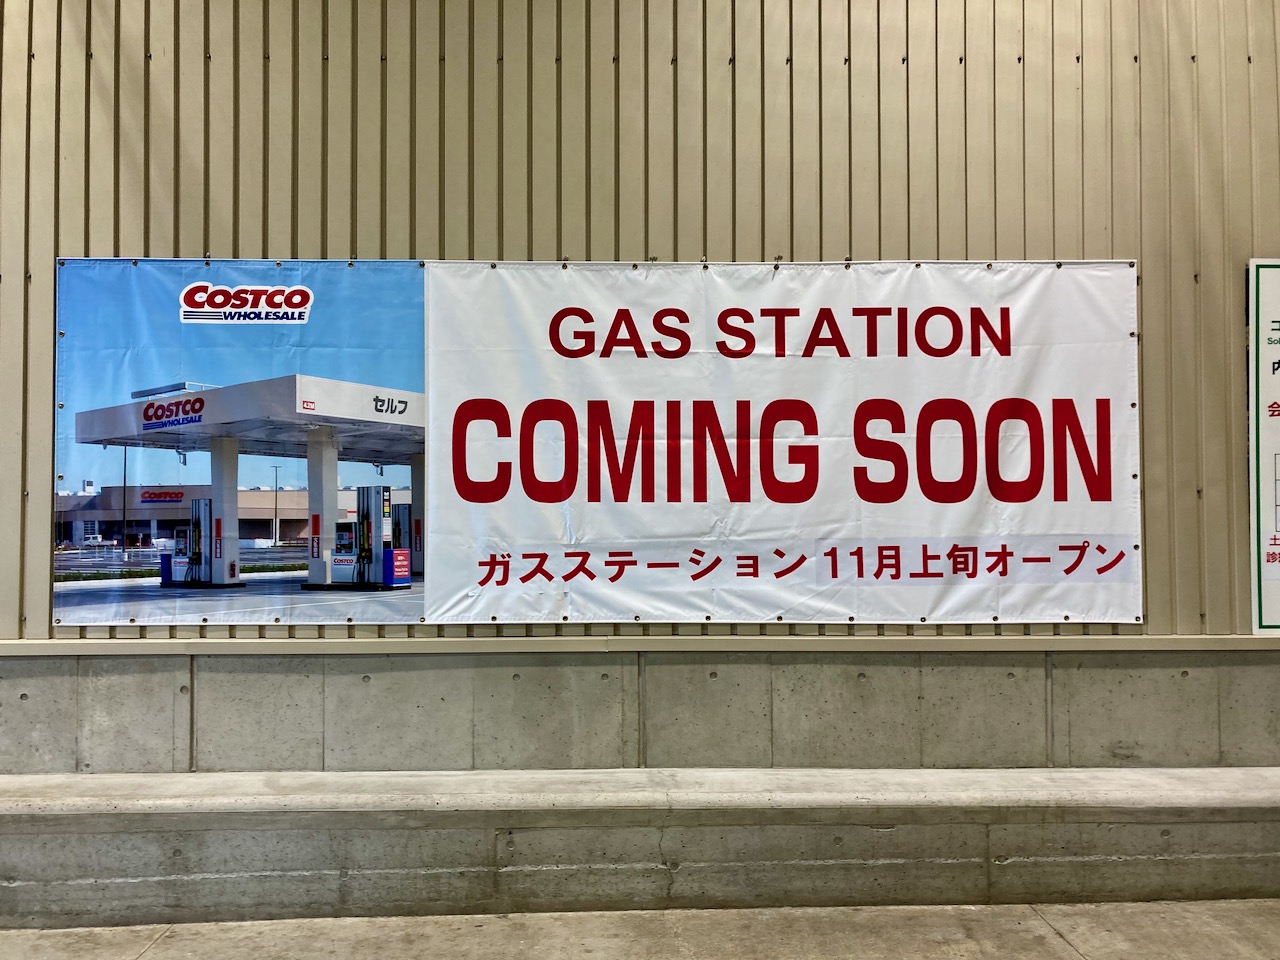 COSTCO
WHOLESALE
COSTCO
WHOLESALE
セルフ
COSTCO
COSTCO
GAS STATION
COMING SOON
ガスステーション 11月上旬オープン